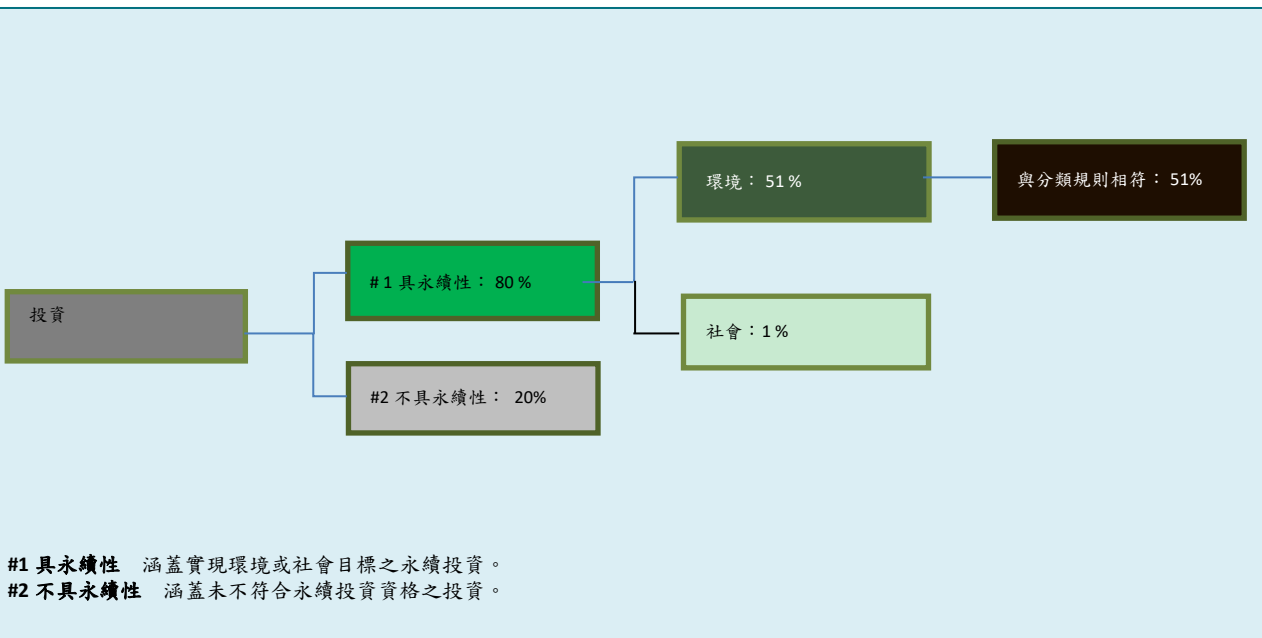 環境： 51 %
與分類規則相符： 51%
# 1 具永續性： 80 %
投資
社會：1 %
#2 不具永續性： 20%
#1 具永續性 涵蓋實現環境或社會目標之永續投資。
#2 不具永續性 涵蓋未不符合永續投資資格之投資。